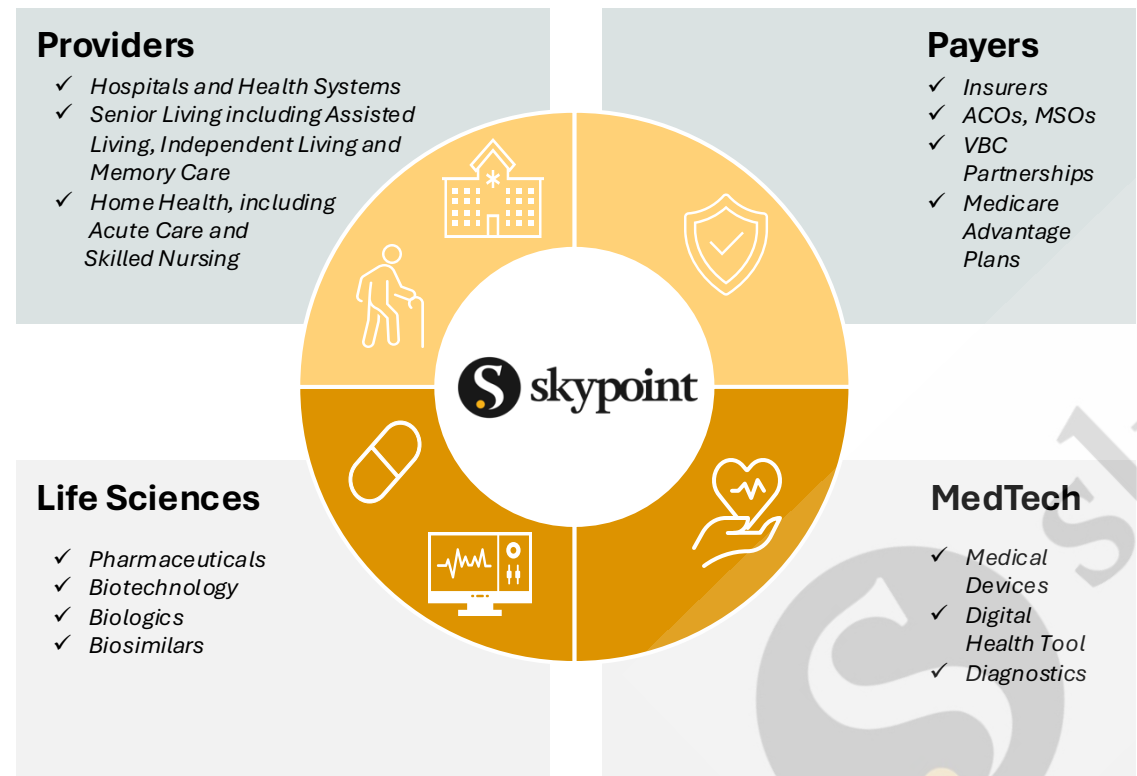 Providers
✓ Hospitals and Health Systems
✓ Senior Living including Assisted
Living, Independent Living and
Memory Care
✓ Home Health, including
Acute Care and
Skilled Nursing
Payers
✓ Insurers
✓ ACOs, MSOs
✓ VBC
Partnerships
✓ Medicare
Advantage
Plans
S skypoint
Life Sciences
✓ Pharmaceuticals
✓ Biotechnology
✓ Biologics
✓ Biosimilars
MedTech
✓ Medical
Devices
✓ Digital
Health Tool
✓ Diagnostics